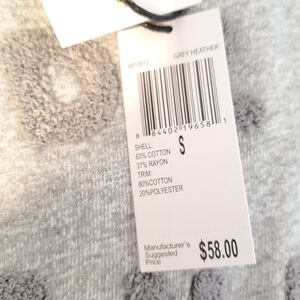 GREY HEATHER
8 84402 19658 1
SHELL:
63% COTTON
37% RAYON
TRIM:
80%COTTON
20%POLYESTER
S
Manufacturer's
Suggested
Price
$58.00